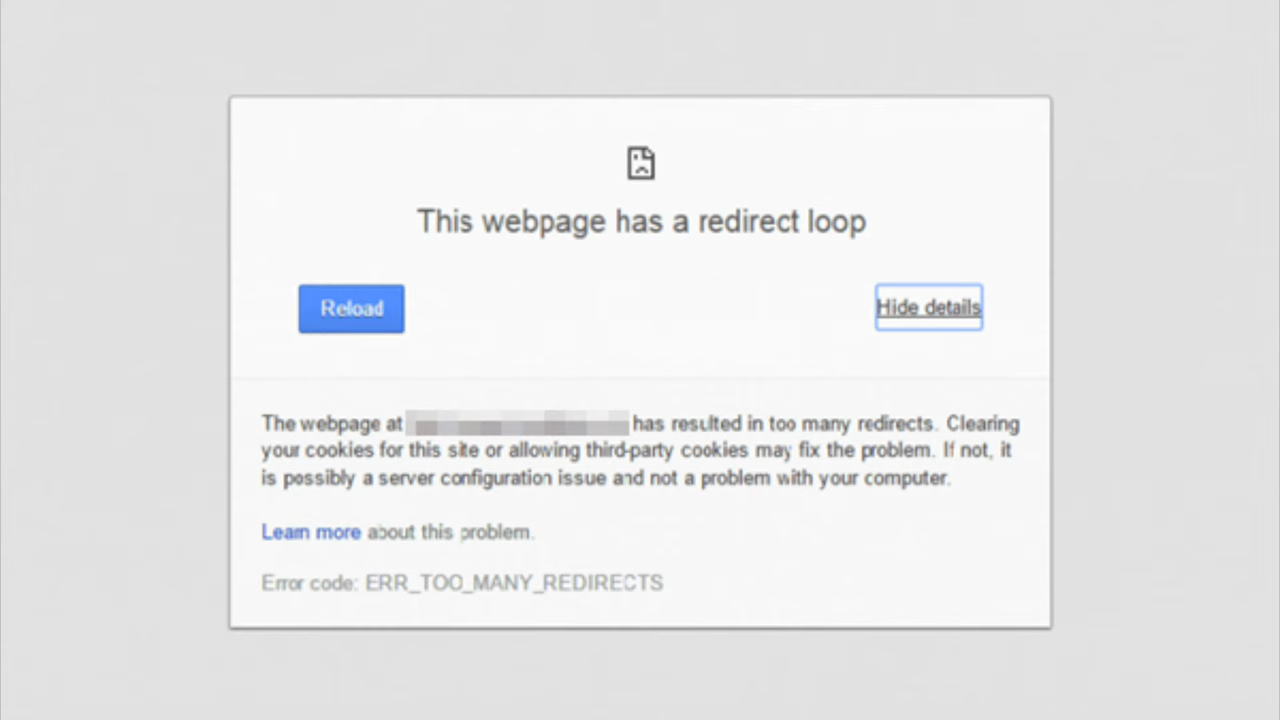 This webpage has a redirect loop
Reload
Hide details
The webpage at has resulted in too many redirects. Clearing
your cookies for this site or allowing third-party cookies may fix the problem. If not, it
is possibly a server configuration issue and not a problem with your computer.
Learn more about this problem.
Error code: ERR_TOO_MANY_REDIRECTS